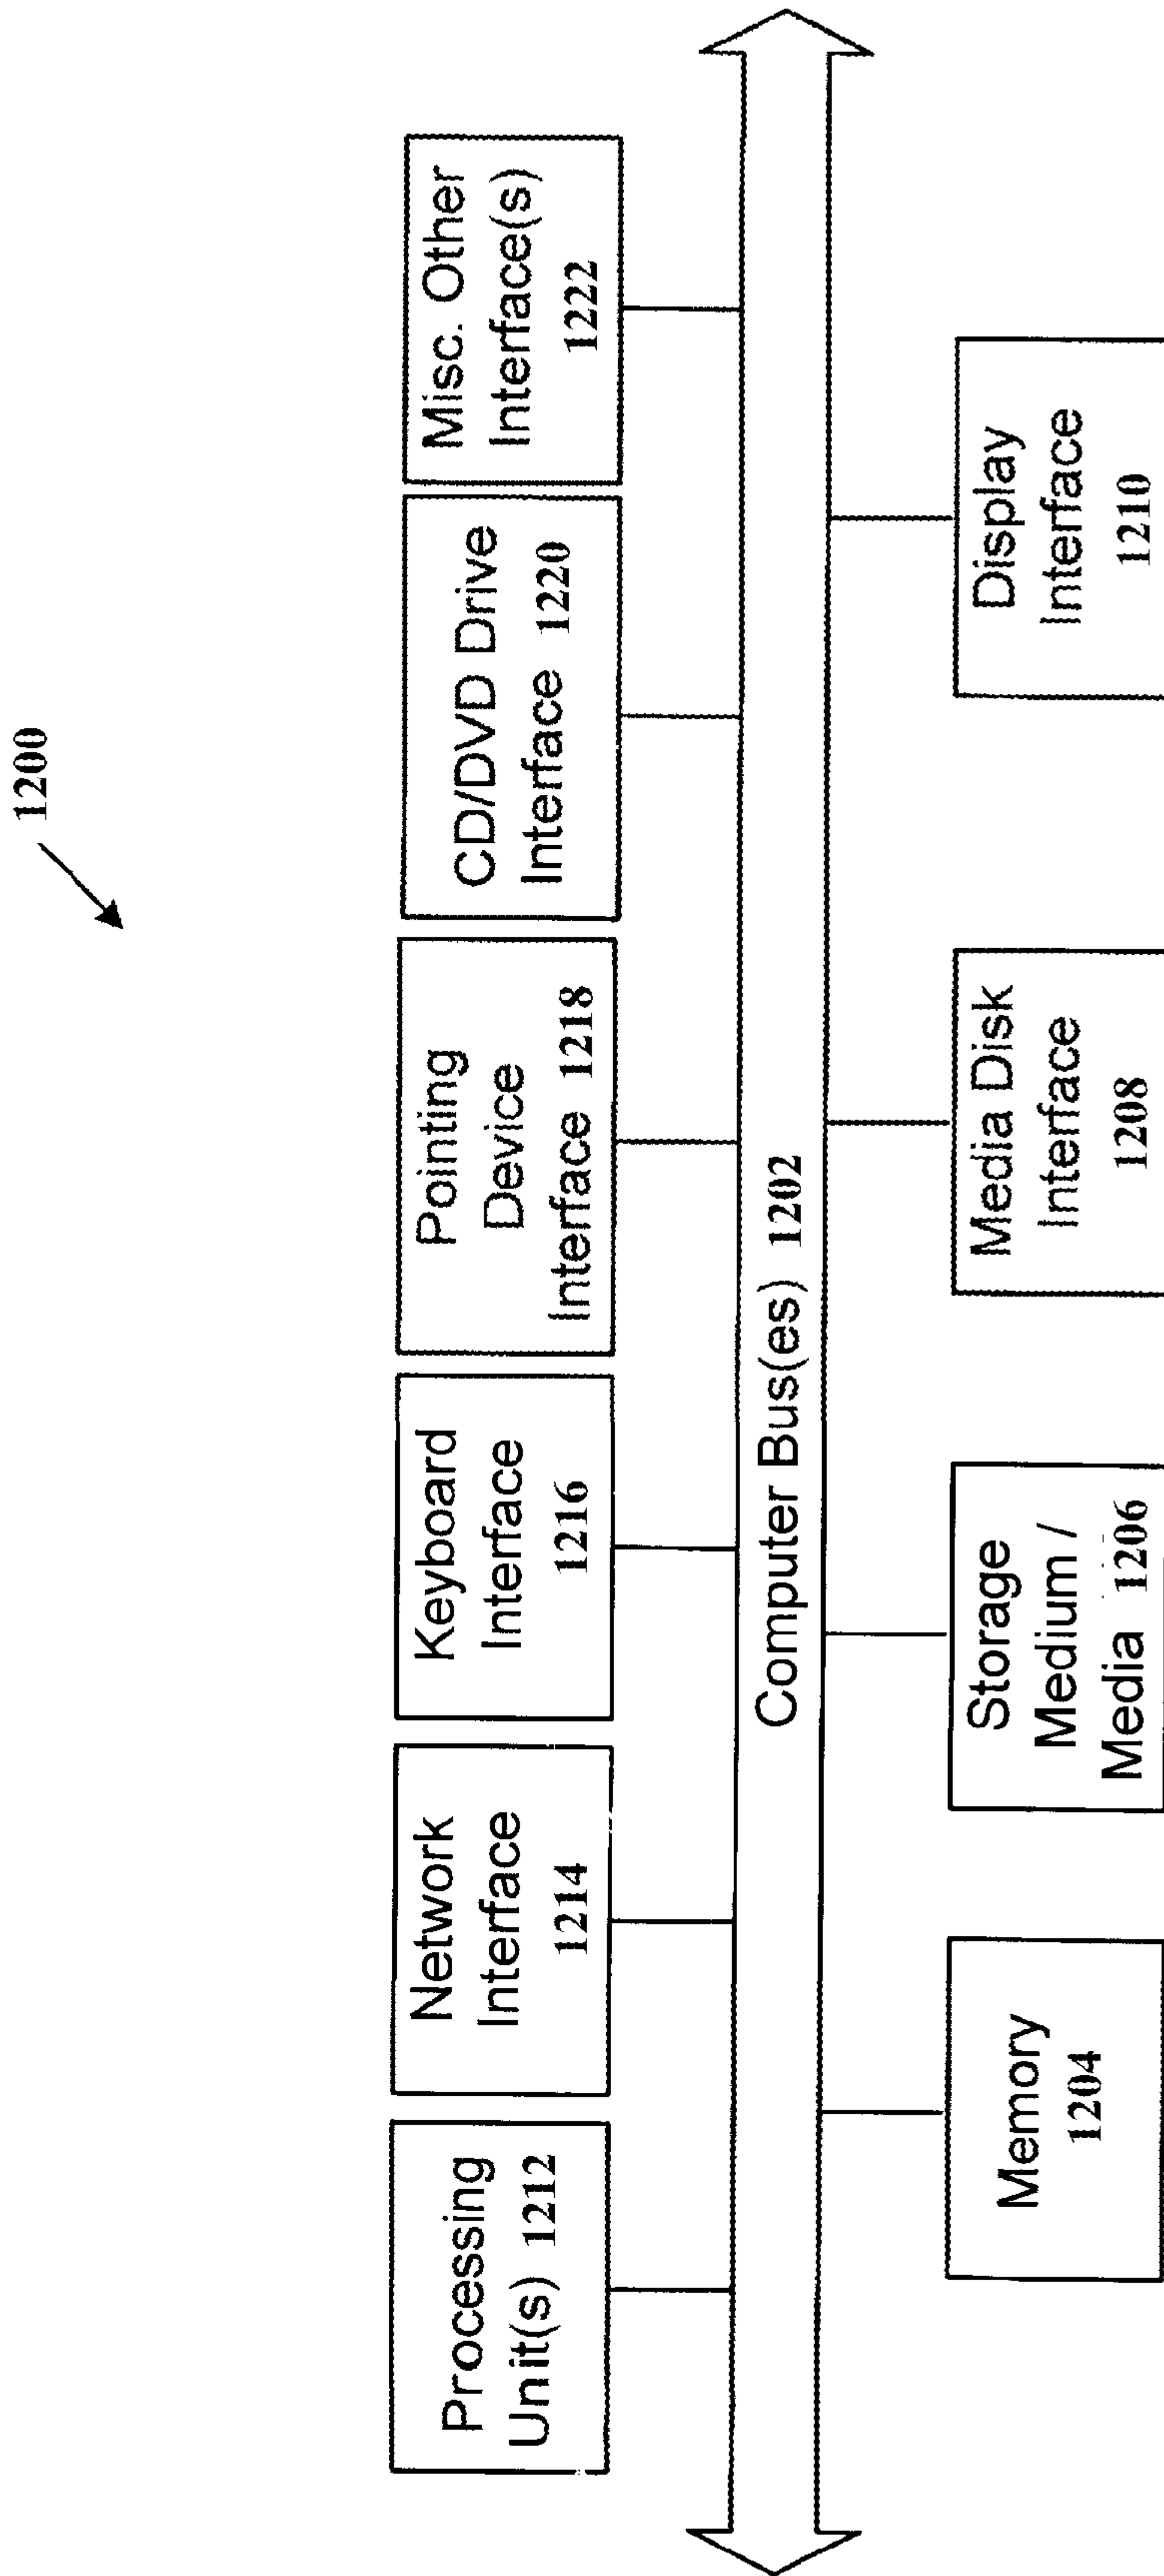 1200
Processing
Unit(s) 1212
Network
Interface
1214
Keyboard
Interface
1216
Pointing
Device
Interface 1218
CD/DVD Drive
Interface 1220
Misc. Other
Interface(s)
1222
Computer Bus(es) 1202
Memory
1204
Storage
Medium /
Media 1206
Media Disk
Interface
1208
Display
Interface
1210